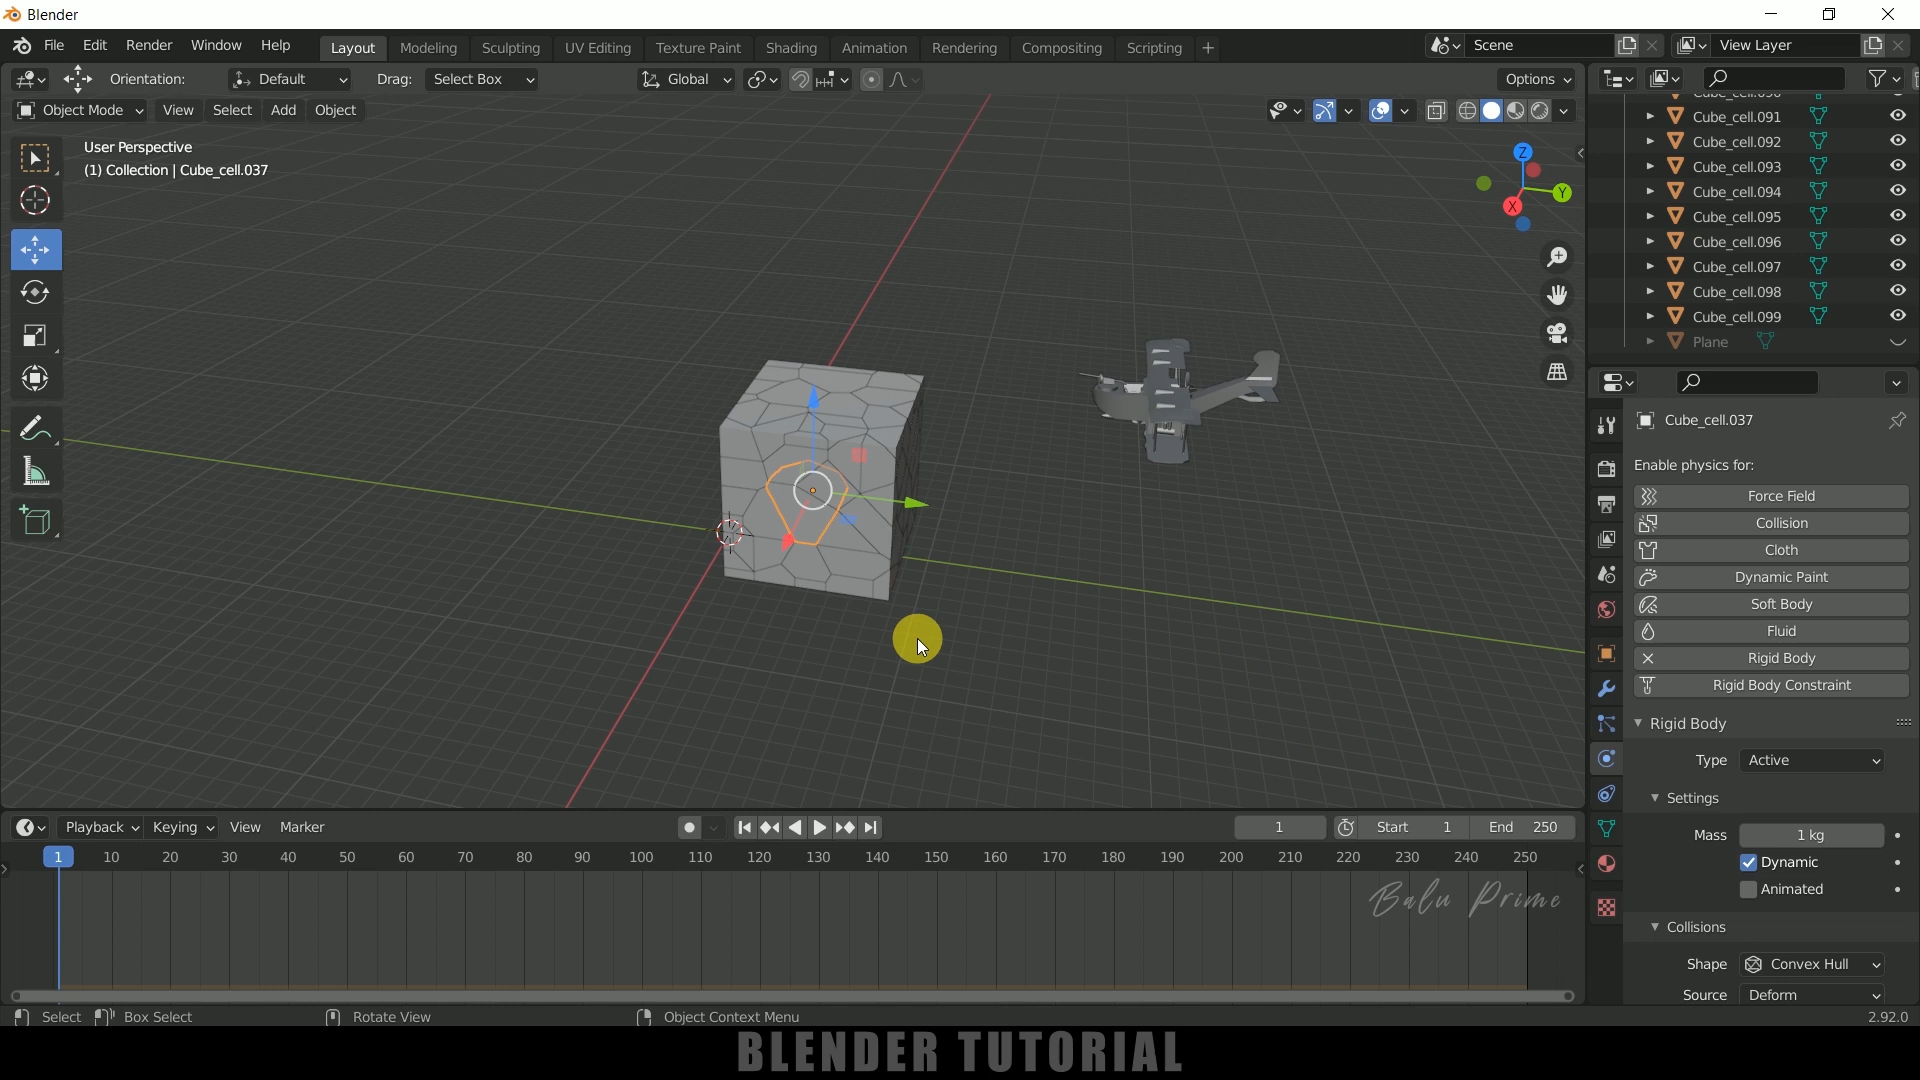 Blender
File Edit Render Window Help Layout Modeling Sculpting UV Editing Texture Paint Shading Animation Rendering Compositing Scripting + Scene View Layer
Orientation: Default Drag: Select Box Global Options
Object Mode View Select Add Object
User Perspective
(1) Collection | Cube_cell.037
Z
Y
X
Cube_cell.091
Cube_cell.092
Cube_cell.093
Cube_cell.094
Cube_cell.095
Cube_cell.096
Cube_cell.097
Cube_cell.098
Cube_cell.099
Plane
Cube_cell.037
Enable physics for:
Force Field
Collision
Cloth
Dynamic Paint
Soft Body
Fluid
Rigid Body
Rigid Body Constraint
Rigid Body
Type Active
Settings
Mass 1 kg
Dynamic
Animated
Collisions
Shape Convex Hull
Source Deform
Playback Keying View Marker 1 Start 1 End 250
1 10 20 30 40 50 60 70 80 90 100 110 120 130 140 150 160 170 180 190 200 210 220 230 240 250
Balu Prime
Select Box Select Rotate View Object Context Menu 2.92.0
BLENDER TUTORIAL